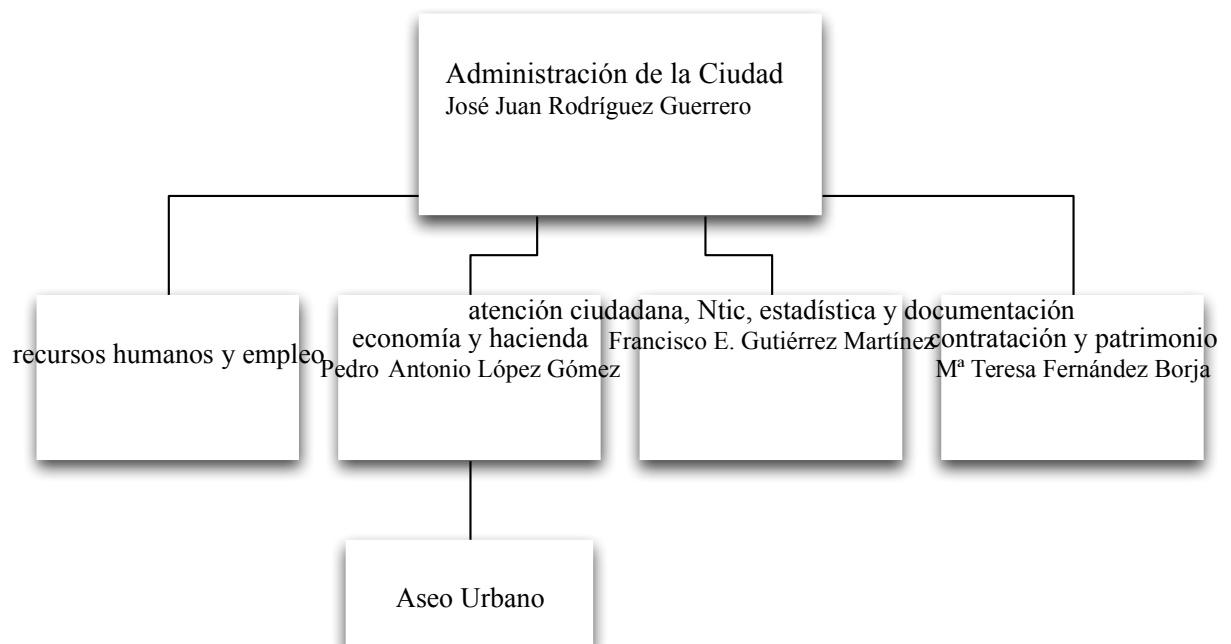 Administración de la Ciudad
José Juan Rodríguez Guerrero
recursos humanos y empleo
economía y hacienda
Pedro Antonio López Gómez
atención ciudadana, Ntic, estadística y documentación
Francisco E. Gutiérrez Martínez
contratación y patrimonio
Mª Teresa Fernández Borja
Aseo Urbano